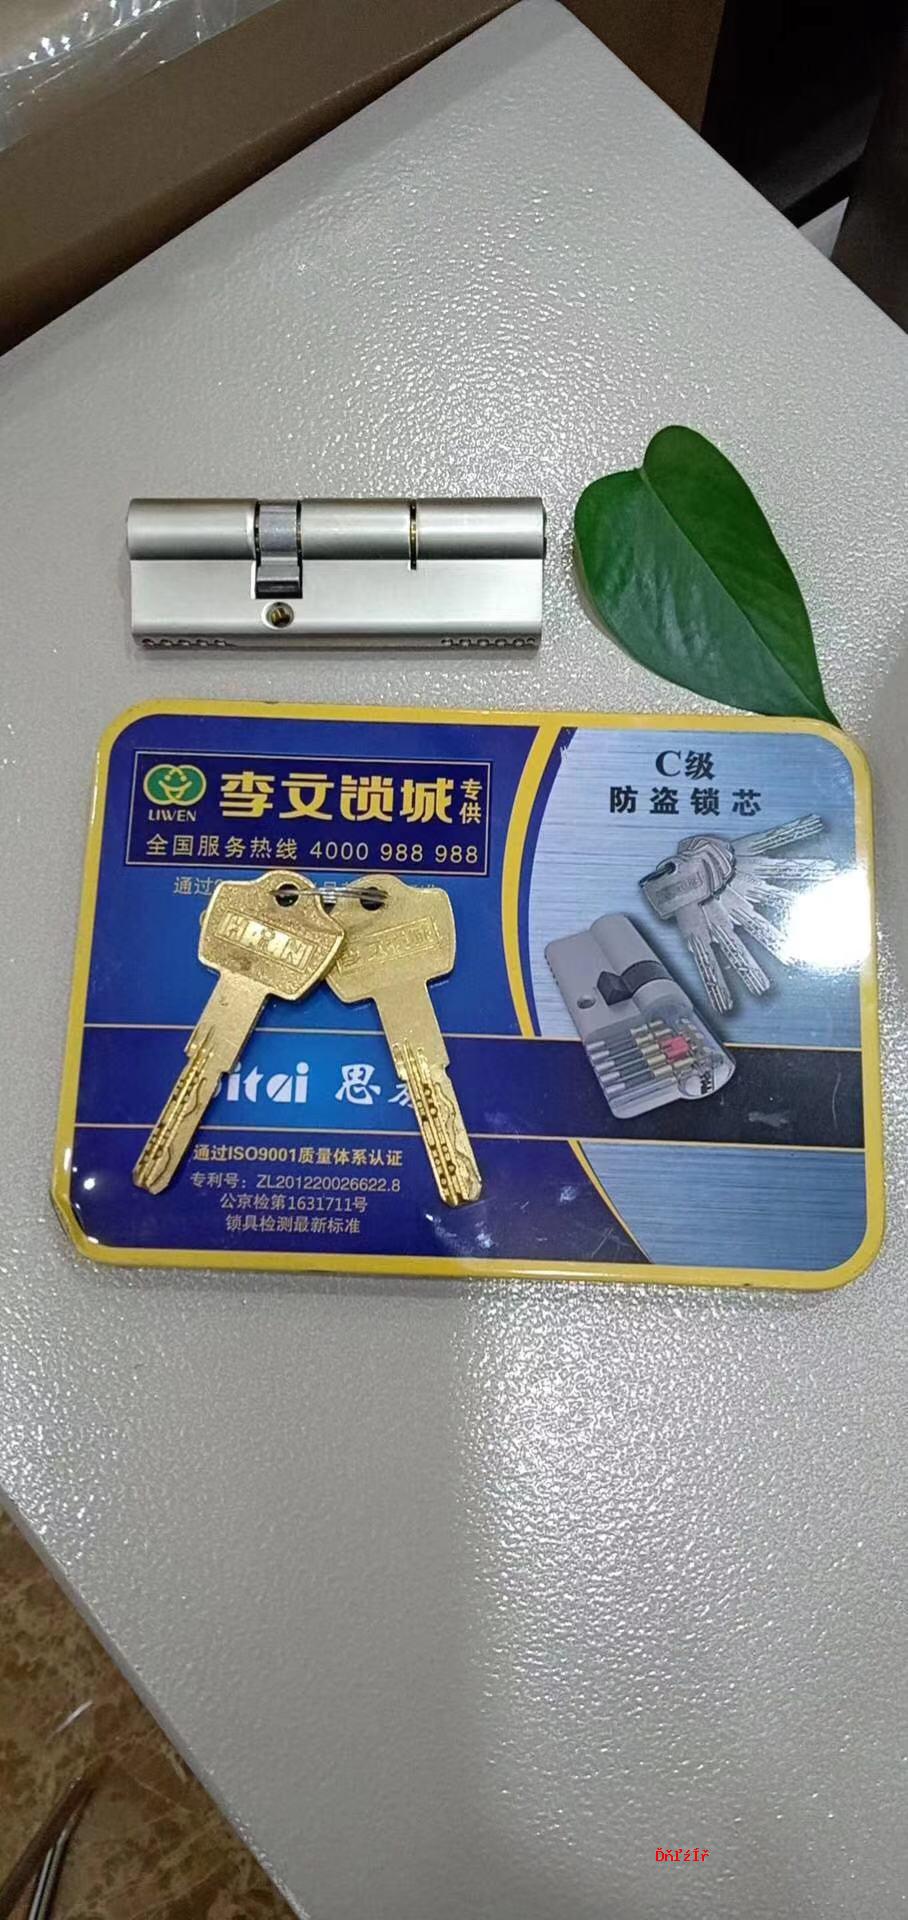 李文锁城 专供
LIWEN
全国服务热线 4000 988 988
通过
C级
防盗锁芯
思
通过ISO9001质量体系认证
专利号：ZL201220026622.8
公京检第1631711号
锁具检测最新标准
ĎňľźÍř